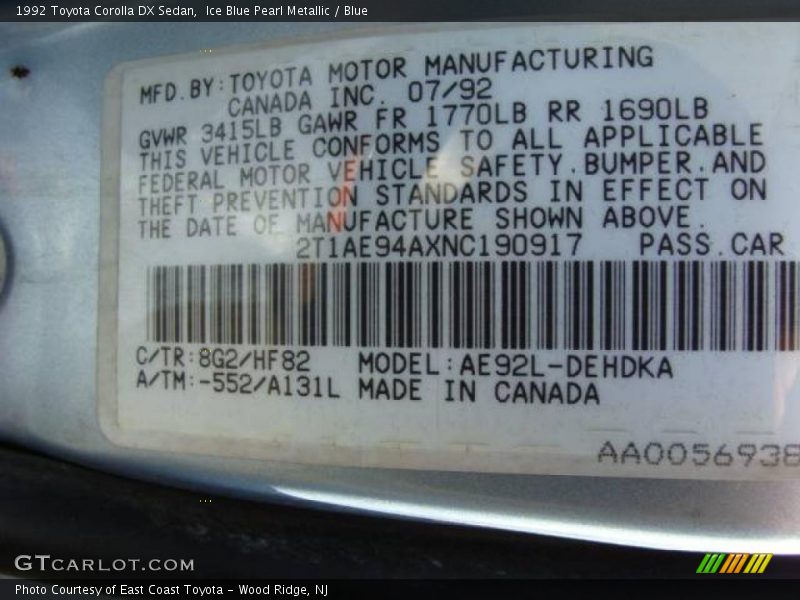 1992 Toyota Corolla DX Sedan,  Ice Blue Pearl Metallic / Blue
MFD.BY:TOYOTA MOTOR MANUFACTURING
CANADA INC. 07/92
GVWR 3415LB GAWR FR 1770LB RR 1690LB
THIS VEHICLE CONFORMS TO ALL APPLICABLE
FEDERAL MOTOR VEHICLE SAFETY.BUMPER.AND
THEFT PREVENTION STANDARDS IN EFFECT ON
THE DATE OF MANUFACTURE SHOWN ABOVE.
2T1AE94AXNC190917 PASS.CAR
C/TR:8G2/HF82 MODEL:AE92L-DEHDKA
A/TM:-552/A131L MADE IN CANADA
AA0056938
GTCARLOT.COM
Photo Courtesy of East Coast Toyota - Wood Ridge, NJ